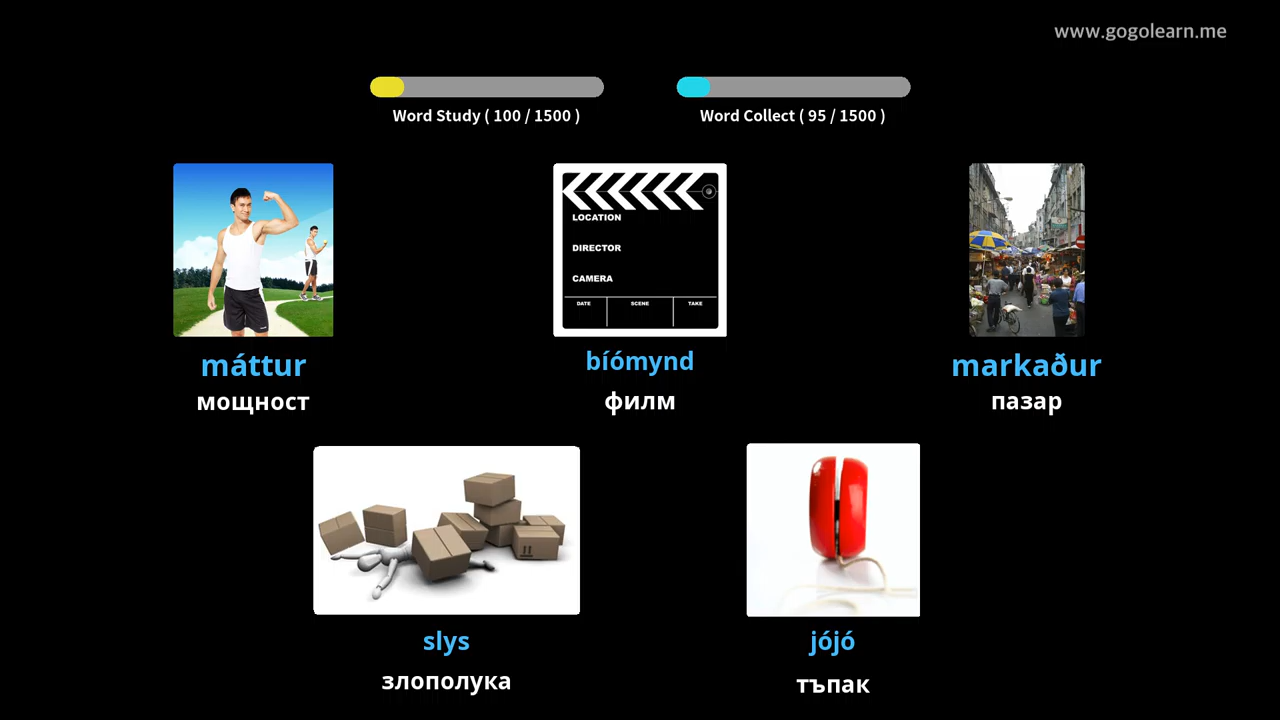 www.gogolearn.me
Word Study ( 100 / 1500 )
Word Collect ( 95 / 1500 )
LOCATION
DIRECTOR
CAMERA
DATE
SCENE
TAKE
máttur
мощност
bíómynd
филм
markaður
пазар
slys
злополука
jójó
тъпак